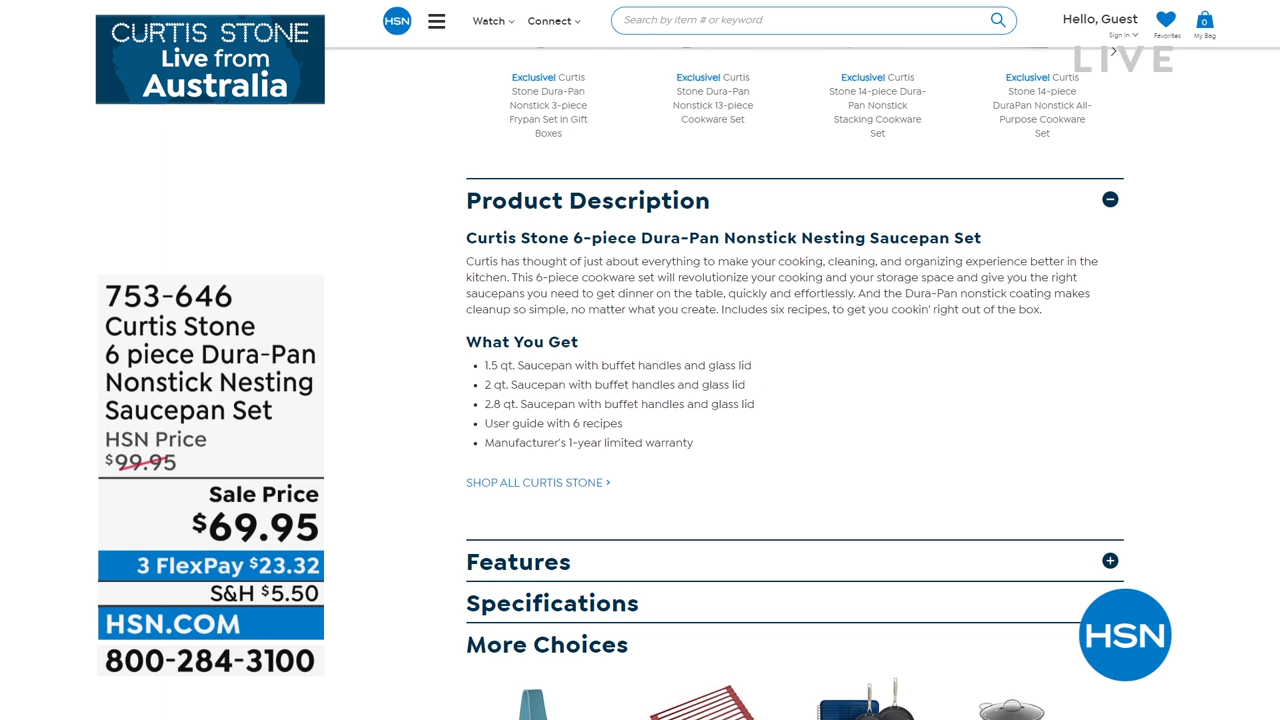 CURTIS STONE
Live from
Australia
HSN
Watch
Connect
Search by item # or keyword
Hello, Guest
Sign In
Favorites
0
My Bag
LIVE
Exclusive! Curtis
Stone Dura-Pan
Nonstick 3-piece
Frypan Set in Gift
Boxes
Exclusive! Curtis
Stone Dura-Pan
Nonstick 13-piece
Cookware Set
Exclusive! Curtis
Stone 14-piece Dura-
Pan Nonstick
Stacking Cookware
Set
Exclusive! Curtis
Stone 14-piece
DuraPan Nonstick All-
Purpose Cookware
Set
Product Description
Curtis Stone 6-piece Dura-Pan Nonstick Nesting Saucepan Set
Curtis has thought of just about everything to make your cooking, cleaning, and organizing experience better in the
kitchen. This 6-piece cookware set will revolutionize your cooking and your storage space and give you the right
saucepans you need to get dinner on the table, quickly and effortlessly. And the Dura-Pan nonstick coating makes
cleanup so simple, no matter what you create. Includes six recipes, to get you cookin' right out of the box.
What You Get
• 1.5 qt. Saucepan with buffet handles and glass lid
• 2 qt. Saucepan with buffet handles and glass lid
• 2.8 qt. Saucepan with buffet handles and glass lid
• User guide with 6 recipes
• Manufacturer's 1-year limited warranty
SHOP ALL CURTIS STONE >
Features
Specifications
More Choices
753-646
Curtis Stone
6 piece Dura-Pan
Nonstick Nesting
Saucepan Set
HSN Price
$99.95
Sale Price
$69.95
3 FlexPay $23.32
S&H $5.50
HSN.COM
800-284-3100
HSN